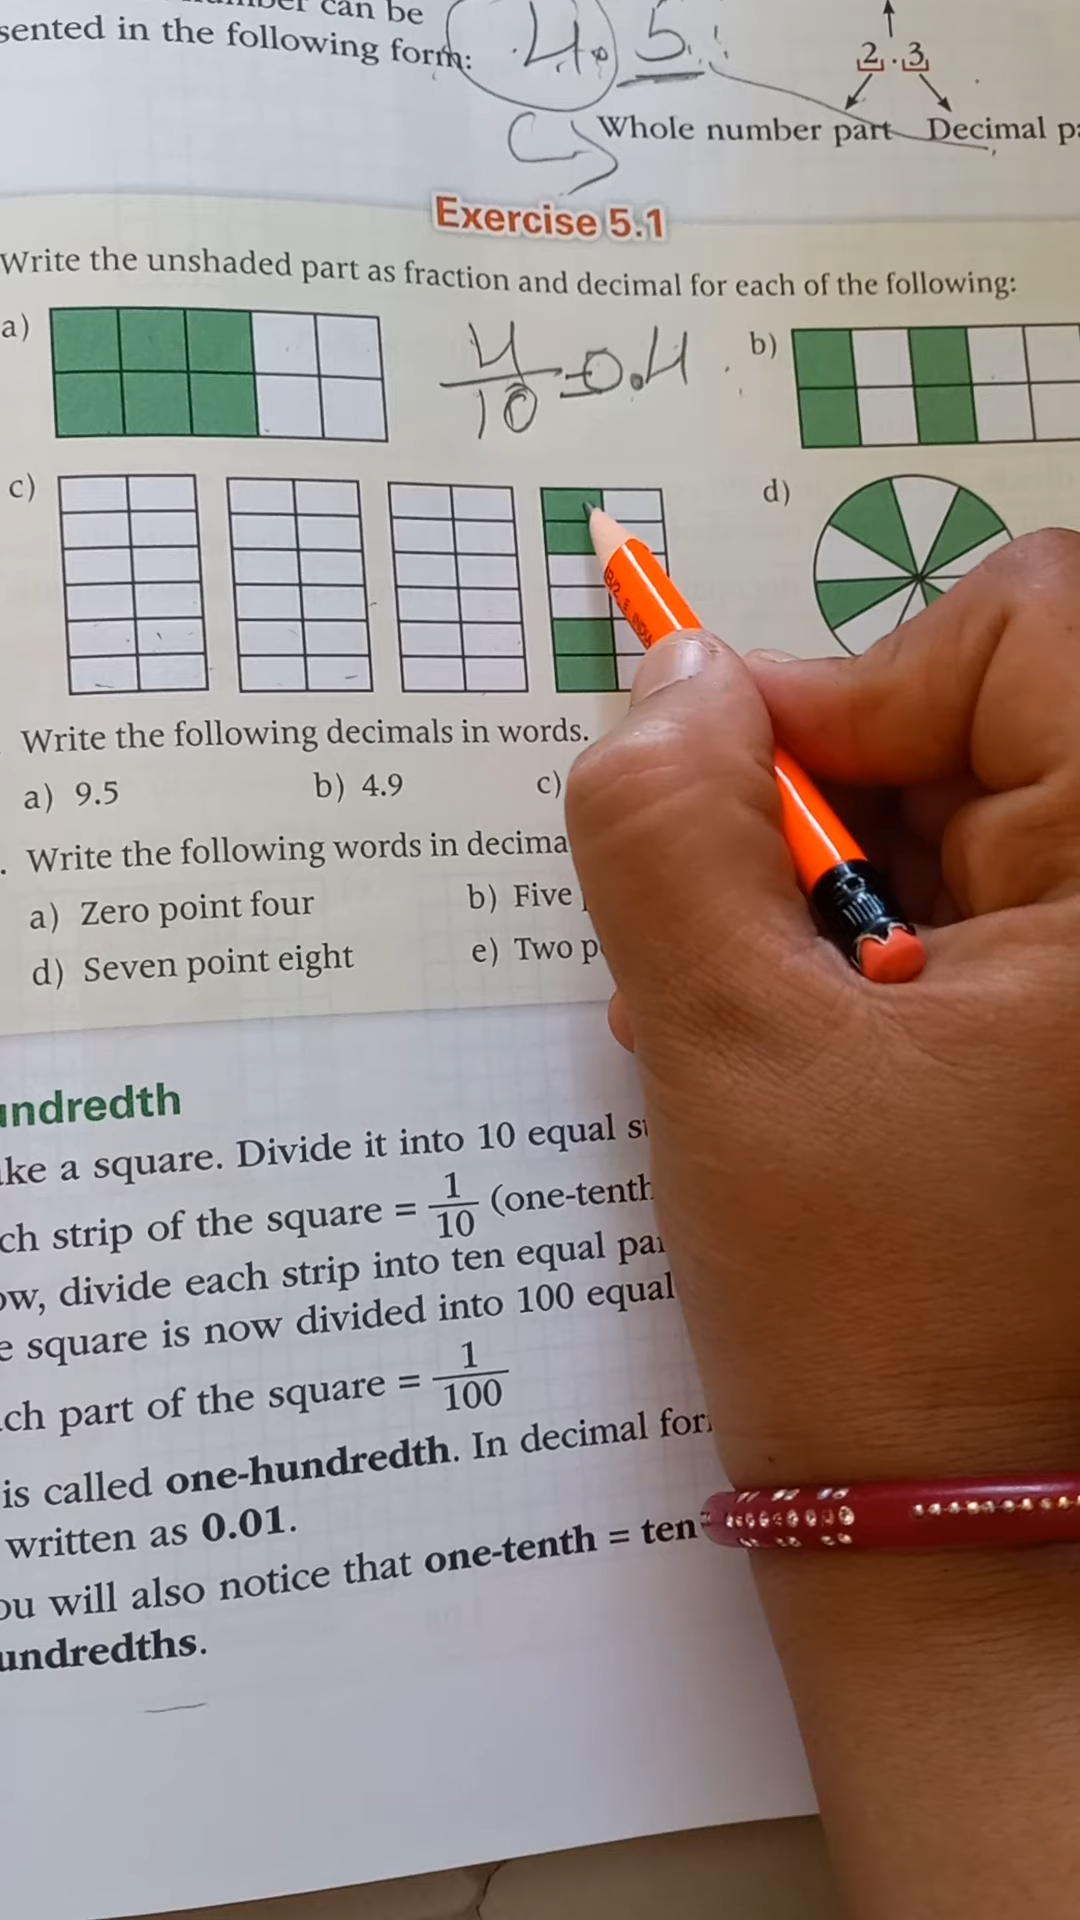 can be
sented in the following form:
4.5
2.3
Whole number part Decimal
Exercise 5.1
Write the unshaded part as fraction and decimal for each of the following:
a) 4/10 = 0.4 b)
c) d)
Write the following decimals in words.
a) 9.5 b) 4.9 c)
Write the following words in decima
a) Zero point four b) Five
d) Seven point eight e) Two
undredth
ke a square. Divide it into 10 equal
ch strip of the square = 1/10 (one-tenth
ow, divide each strip into ten equal
e square is now divided into 100 equal
ch part of the square = 1/100
is called one-hundredth. In decimal
written as 0.01.
ou will also notice that one-tenth = ten
undredths.